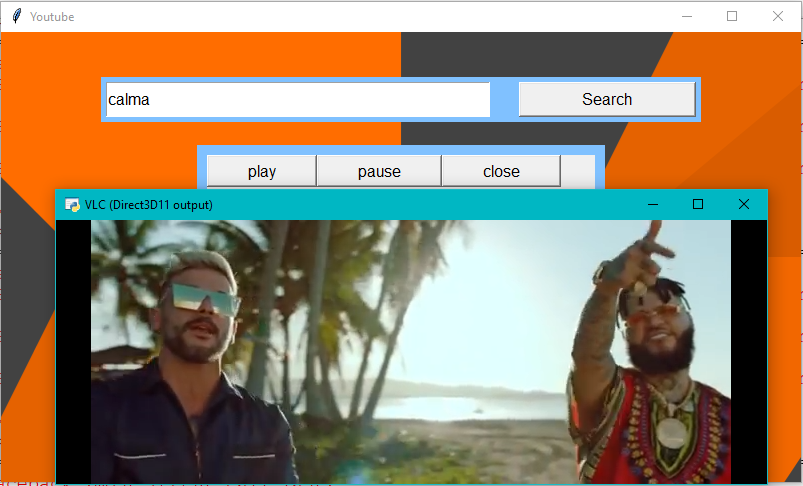 Youtube
calma
Search
play
pause
close
VLC (Direct3D11 output)